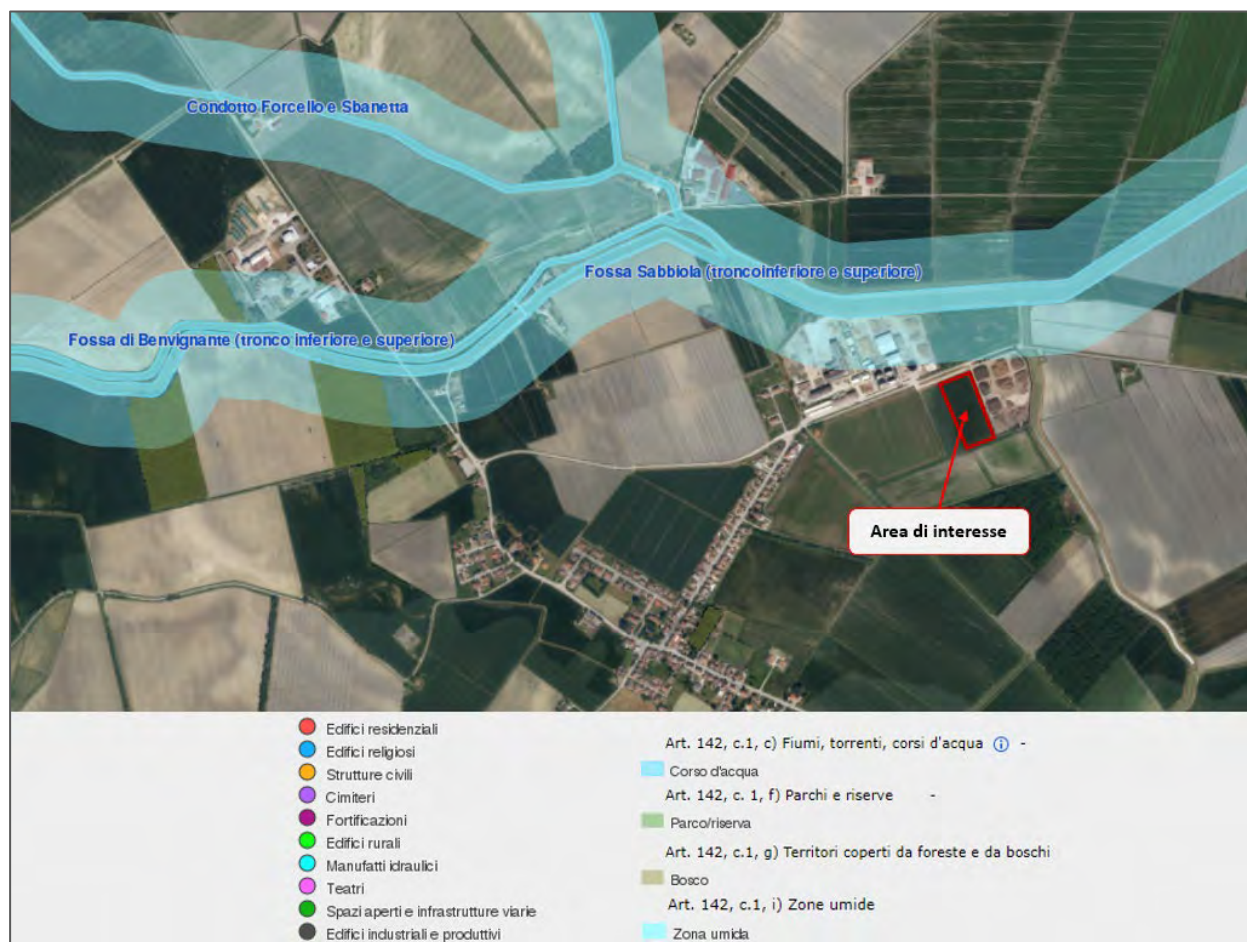 Condotto Forcello e Sbanetta
Fossa Sabbiola (troncoinferiore e superiore)
Fossa di Benvignante (tronco inferiore e superiore)
Area di interesse
Edifici residenziali
Edifici religiosi
Strutture civili
Cimiteri
Fortificazioni
Edifici rurali
Manufatti idraulici
Teatri
Spazi aperti e infrastrutture viarie
Edifici industriali e produttivi
Art. 142, c.1, c) Fiumi, torrenti, corsi d'acqua -
Corso d'acqua
Art. 142, c. 1, f) Parchi e riserve -
Parco/riserva
Art. 142, c.1, g) Territori coperti da foreste e da boschi
Bosco
Art. 142, c.1, i) Zone umide
Zona umida